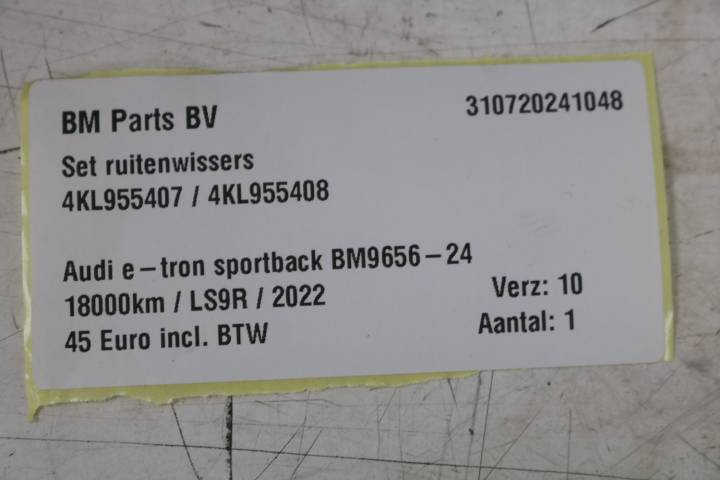 BM Parts BV 310720241048
Set ruitenwissers
4KL955407 / 4KL955408
Audi e-tron sportback BM9656-24
18000km / LS9R / 2022 Verz: 10
45 Euro incl. BTW Aantal: 1